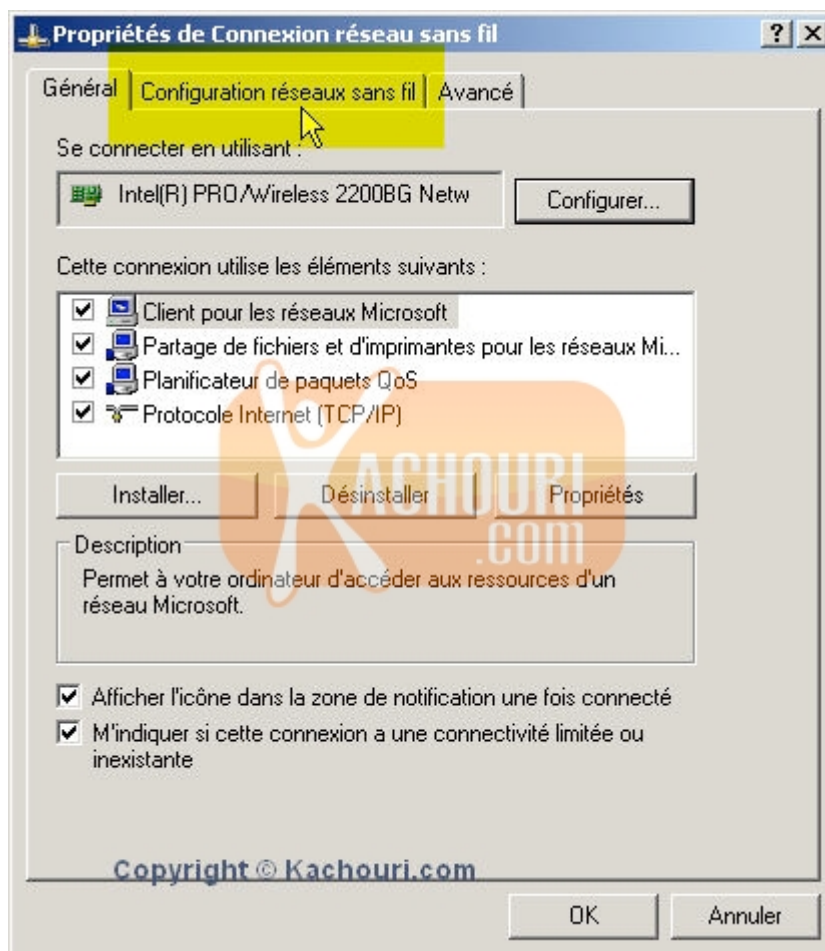 Propriétés de Connexion réseau sans fil
Général Configuration réseaux sans fil Avancé
Se connecter en utilisant :
Intel(R) PRO/Wireless 2200BG Netw Configurer...
Cette connexion utilise les éléments suivants :
Client pour les réseaux Microsoft
Partage de fichiers et d'imprimantes pour les réseaux Mi...
Planificateur de paquets QoS
Protocole Internet (TCP/IP)
KACHOURI
.com
Installer... Désinstaller Propriétés
Description
Permet à votre ordinateur d'accéder aux ressources d'un
réseau Microsoft.
Afficher l'icône dans la zone de notification une fois connecté
M'indiquer si cette connexion a une connectivité limitée ou
inexistante
Copyright © Kachouri.com
OK Annuler